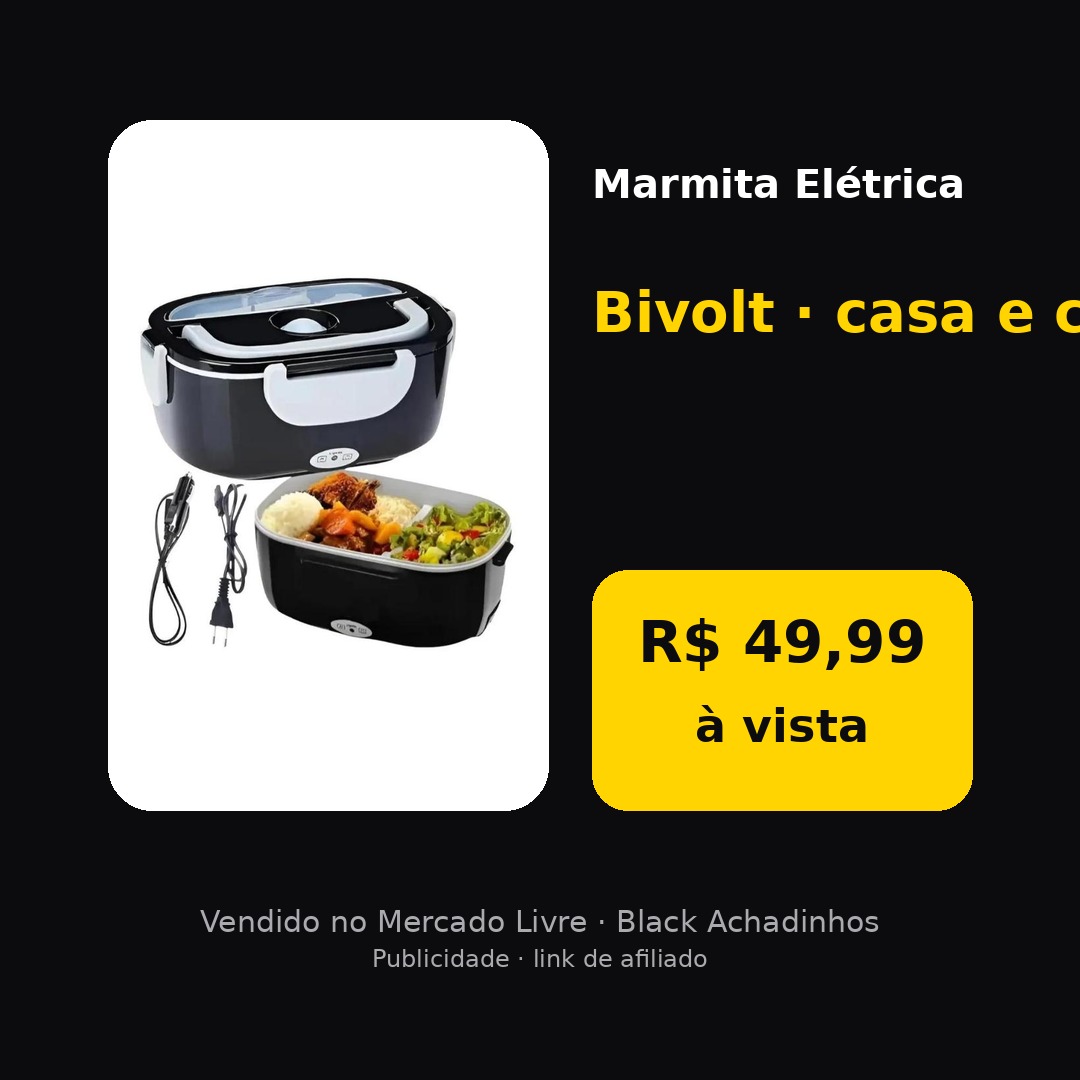 Marmita Elétrica
Bivolt · casa e c
R$ 49,99
à vista
Vendido no Mercado Livre · Black Achadinhos
Publicidade · link de afiliado